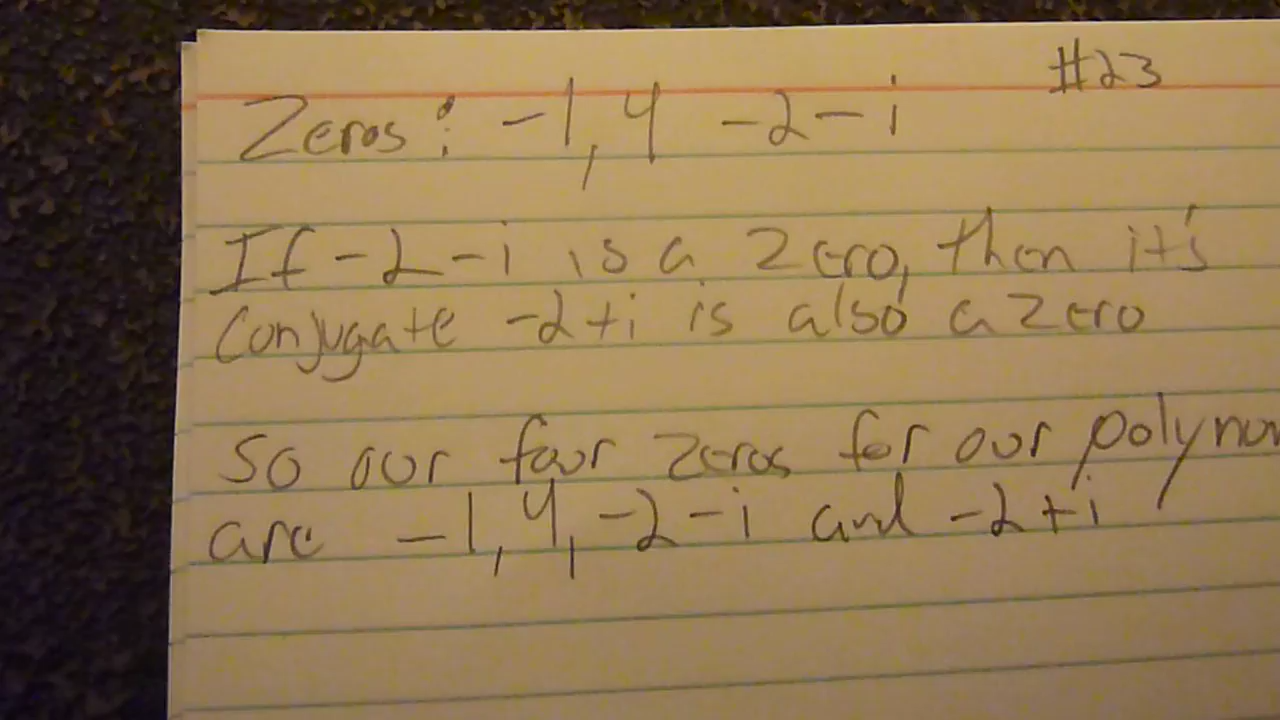 #23
Zeros: -1, 4 -2-i
If -2-i is a zero, then it's
conjugate -2+i is also a zero
So our four zeros for our polynom
are -1, 4, -2-i and -2+i